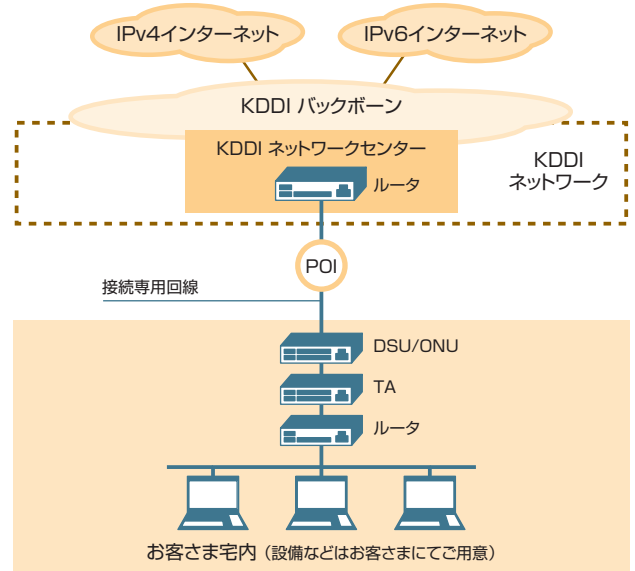 IPv4インターネット
IPv6インターネット
KDDI バックボーン
KDDI ネットワークセンター
ルータ
KDDI
ネットワーク
POI
接続専用回線
DSU/ONU
TA
ルータ
お客さま宅内（設備などはお客さまにてご用意）